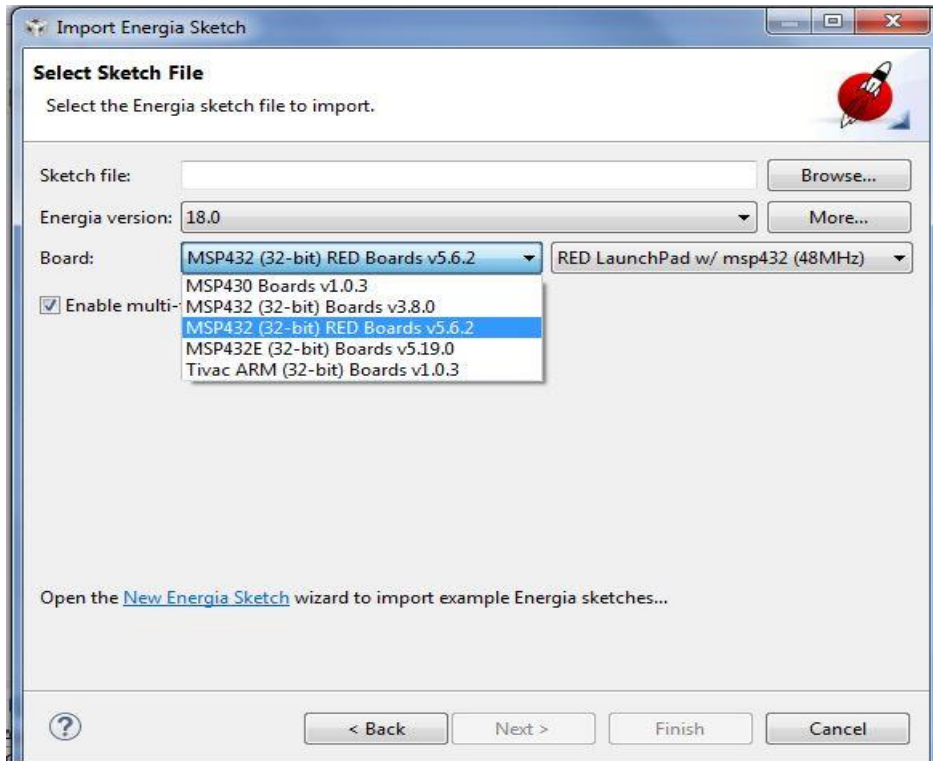 Import Energia Sketch
Select Sketch File
Select the Energia sketch file to import.
Sketch file: Browse...
Energia version: 18.0 More...
Board: MSP432 (32-bit) RED Boards v5.6.2 RED LaunchPad w/ msp432 (48MHz)
MSP430 Boards v1.0.3
Enable multi- MSP432 (32-bit) Boards v3.8.0
MSP432 (32-bit) RED Boards v5.6.2
MSP432E (32-bit) Boards v5.19.0
Tivac ARM (32-bit) Boards v1.0.3
Open the New Energia Sketch wizard to import example Energia sketches...
? < Back Next > Finish Cancel